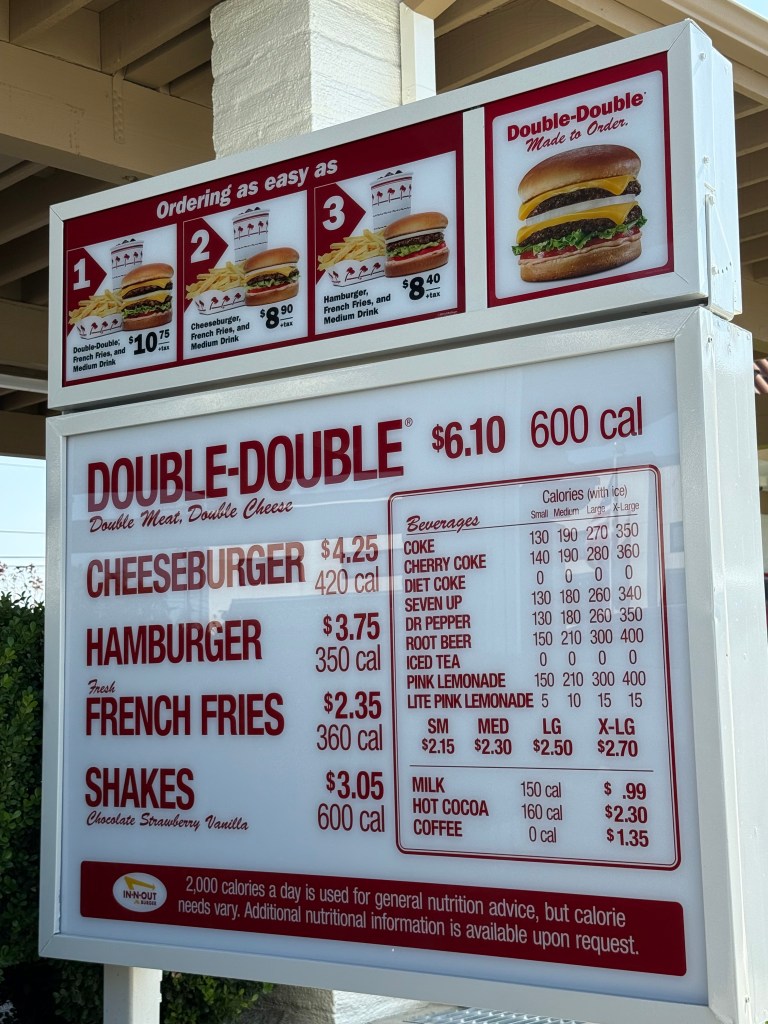 Ordering as easy as
1
Double-Double,
French Fries, and
Medium Drink
$10 75
+tax
2
Cheeseburger,
French Fries, and
Medium Drink
$8 90
+tax
3
Hamburger,
French Fries, and
Medium Drink
$8 40
+tax
Double-Double®
Made to Order.
DOUBLE-DOUBLE® $6.10 600 cal
Double Meat, Double Cheese
CHEESEBURGER $4.25
420 cal
HAMBURGER $3.75
350 cal
Fresh
FRENCH FRIES $2.35
360 cal
SHAKES $3.05
Chocolate Strawberry Vanilla 600 cal
Calories (with ice)
Beverages Small Medium Large X-Large
COKE 130 190 270 350
CHERRY COKE 140 190 280 360
DIET COKE 0 0 0 0
SEVEN UP 130 180 260 340
DR PEPPER 130 180 260 350
ROOT BEER 150 210 300 400
ICED TEA 0 0 0 0
PINK LEMONADE 150 210 300 400
LITE PINK LEMONADE 5 10 15 15
SM MED LG X-LG
$2.15 $2.30 $2.50 $2.70
MILK 150 cal $ .99
HOT COCOA 160 cal $2.30
COFFEE 0 cal $1.35
IN-N-OUT
BURGER
2,000 calories a day is used for general nutrition advice, but calorie
needs vary. Additional nutritional information is available upon request.